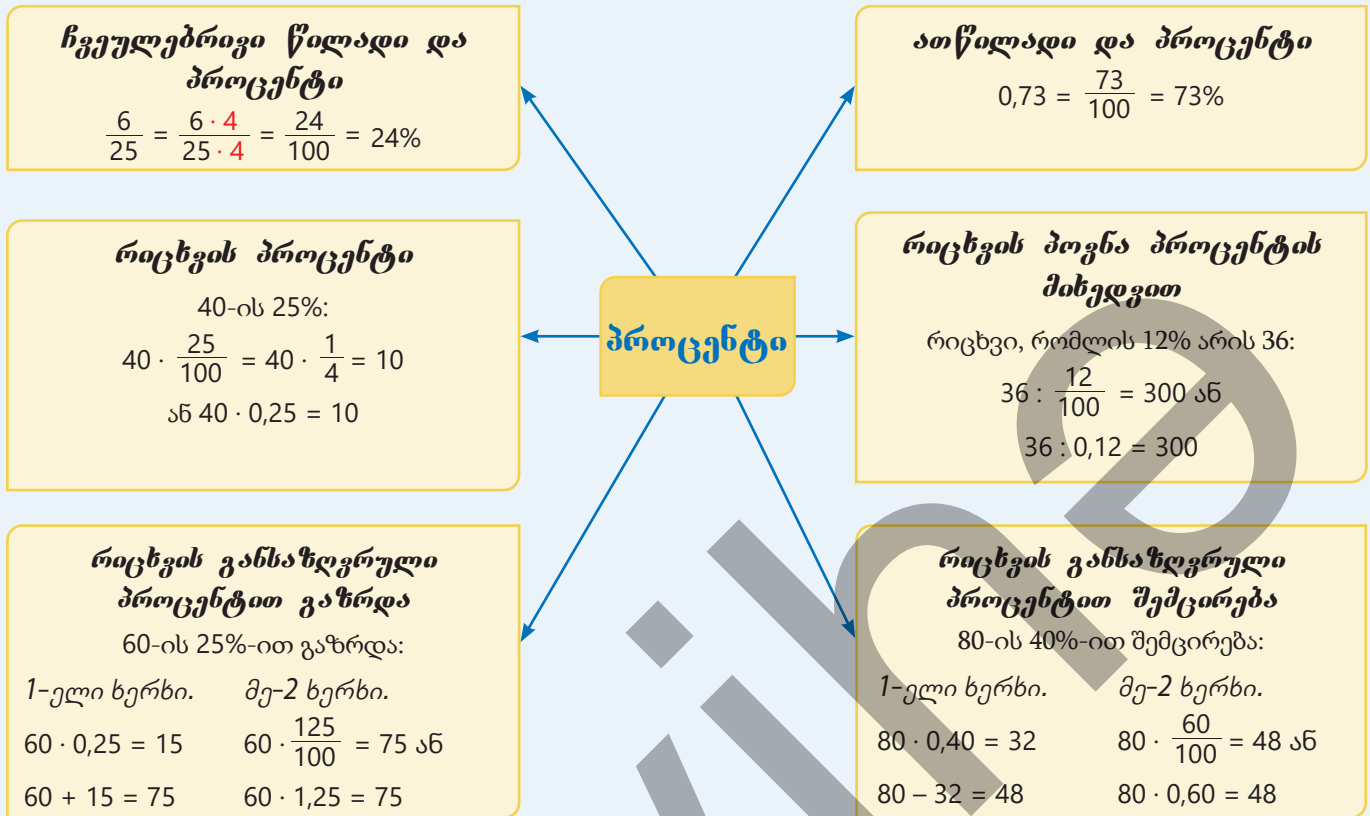 ჩვეულებრივი წილადი და
პროცენტი
6/25 = 6 · 4/25 · 4 = 24/100 = 24%
ათწილადი და პროცენტი
0,73 = 73/100 = 73%
რიცხვის პროცენტი
40-ის 25%:
40 · 25/100 = 40 · 1/4 = 10
ან 40 · 0,25 = 10
პროცენტი
რიცხვის პოვნა პროცენტის
მიხედვით
რიცხვი, რომლის 12% არის 36:
36 : 12/100 = 300 ან
36 : 0,12 = 300
რიცხვის განსაზღვრული
პროცენტით გაზრდა
60-ის 25%-ით გაზრდა:
1-ელი ხერხი. მე-2 ხერხი.
60 · 0,25 = 15 60 · 125/100 = 75 ან
60 + 15 = 75 60 · 1,25 = 75
რიცხვის განსაზღვრული
პროცენტით შემცირება
80-ის 40%-ით შემცირება:
1-ელი ხერხი. მე-2 ხერხი.
80 · 0,40 = 32 80 · 60/100 = 48 ან
80 – 32 = 48 80 · 0,60 = 48